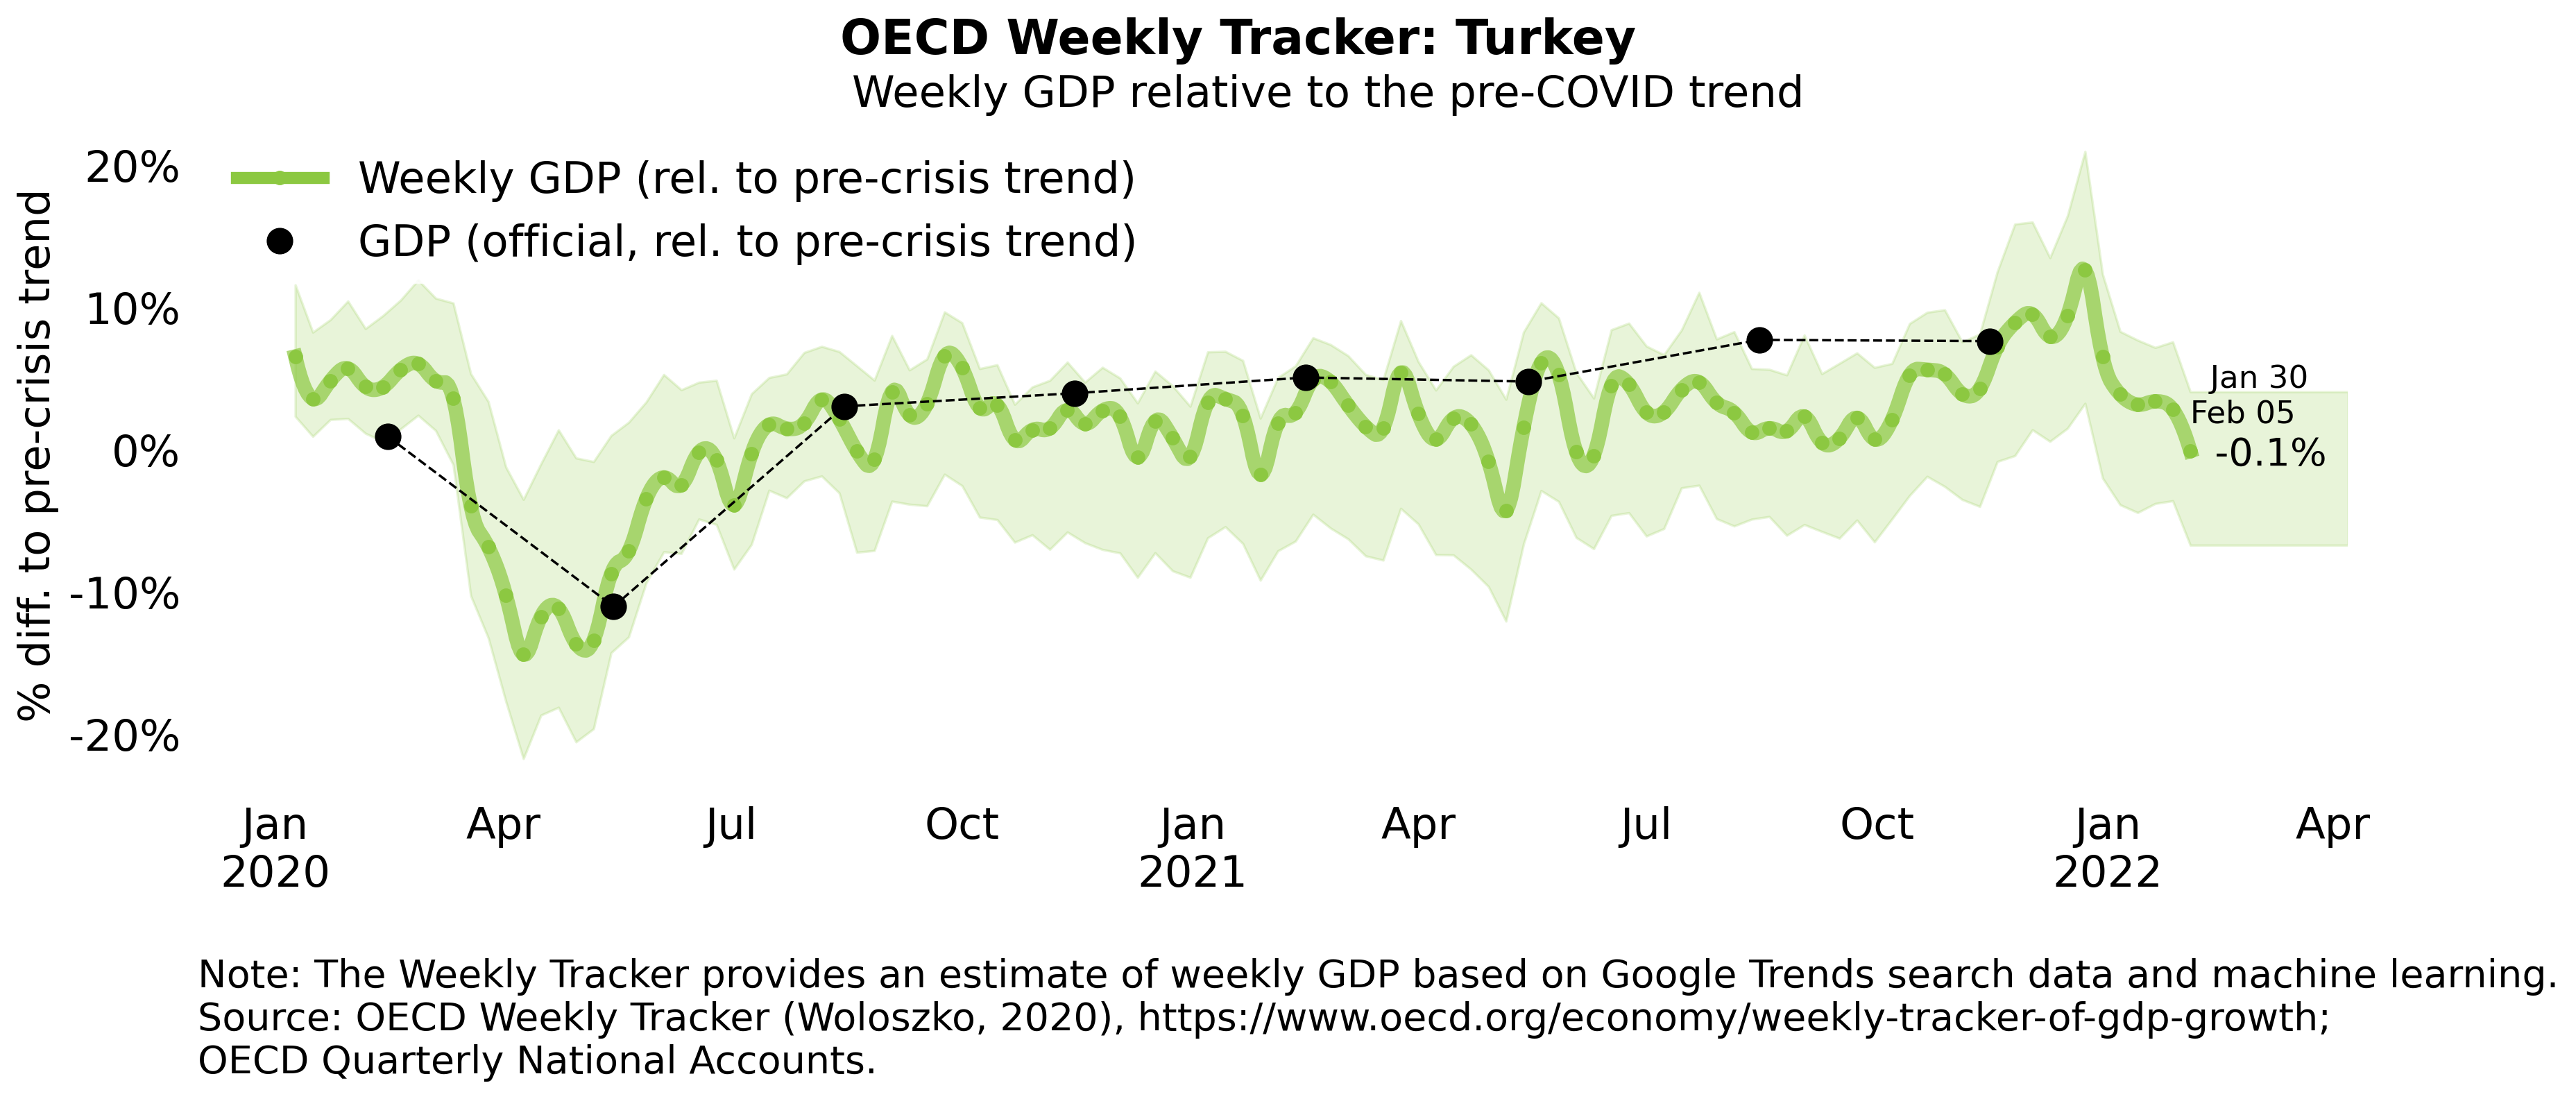 OECD Weekly Tracker: Turkey
Weekly GDP relative to the pre-COVID trend
% diff. to pre-crisis trend
20%
10%
0%
-10%
-20%
Weekly GDP (rel. to pre-crisis trend)
GDP (official, rel. to pre-crisis trend)
Jan 30
Feb 05
-0.1%
Jan Apr Jul Oct Jan Apr Jul Oct Jan Apr
2020 2021 2022
Note: The Weekly Tracker provides an estimate of weekly GDP based on Google Trends search data and machine learning.
Source: OECD Weekly Tracker (Woloszko, 2020), https://www.oecd.org/economy/weekly-tracker-of-gdp-growth;
OECD Quarterly National Accounts.